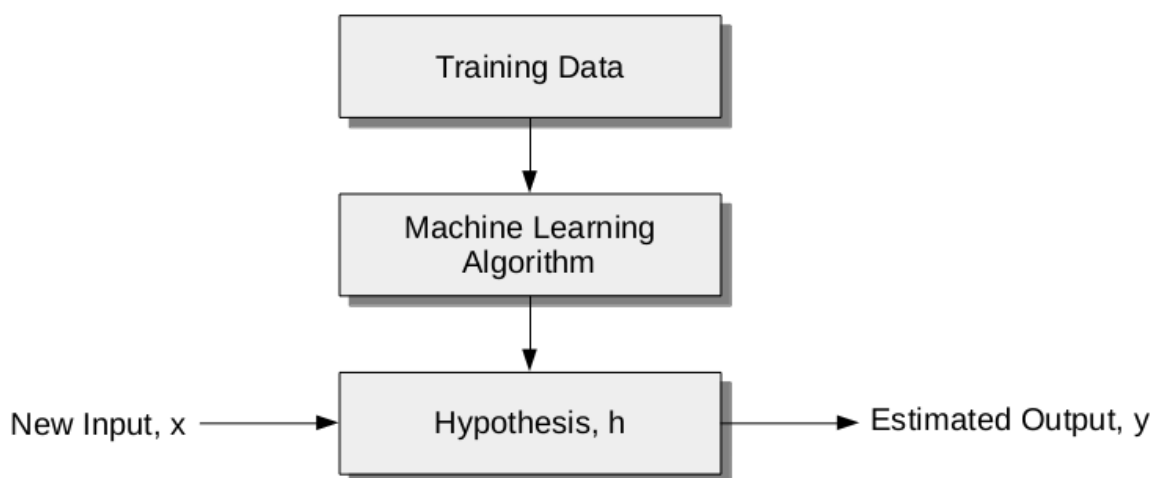 Training Data
Machine Learning
Algorithm
New Input, x
Hypothesis, h
Estimated Output, y